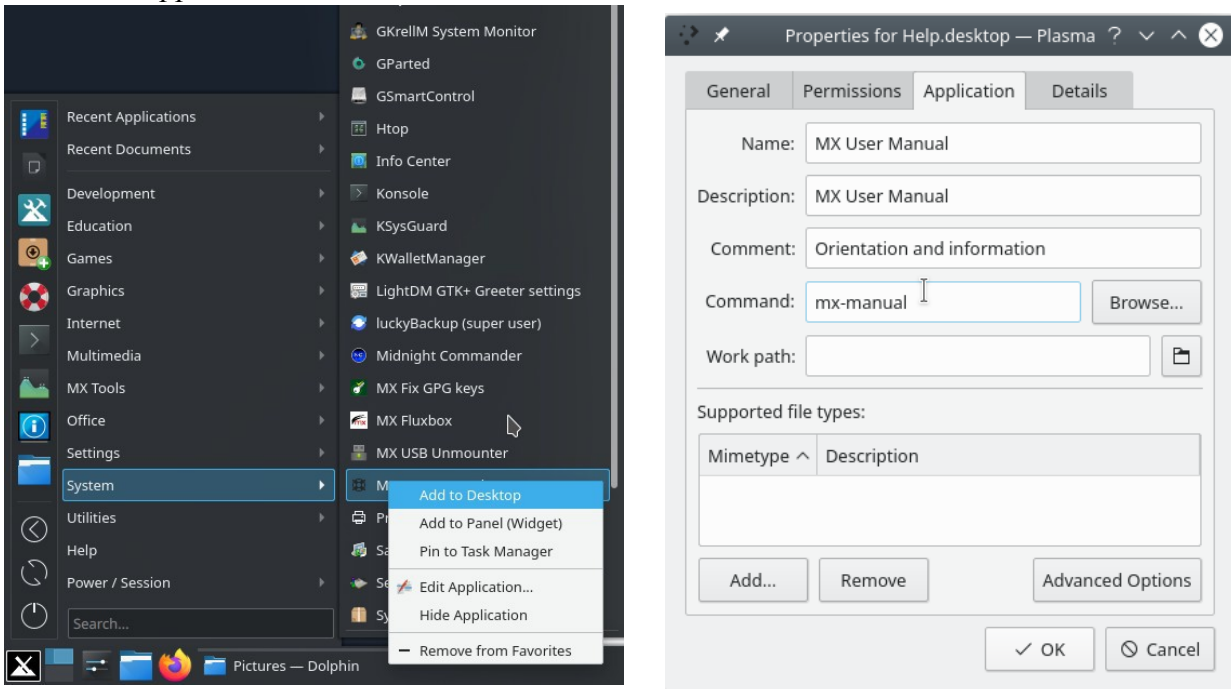 GKrellM System Monitor
GParted
GSmartControl
Htop
Info Center
Konsole
KSysGuard
KWalletManager
LightDM GTK+ Greeter settings
luckyBackup (super user)
Midnight Commander
MX Fix GPG keys
MX Fluxbox
MX USB Unmounter
Recent Applications
Recent Documents
Development
Education
Games
Graphics
Internet
Multimedia
MX Tools
Office
Settings
System
Utilities
Help
Power / Session
Search...
Add to Desktop
Add to Panel (Widget)
Pin to Task Manager
Edit Application...
Hide Application
Remove from Favorites
Pictures — Dolphin
Properties for Help.desktop — Plasma
General Permissions Application Details
Name: MX User Manual
Description: MX User Manual
Comment: Orientation and information
Command: mx-manual Browse...
Work path:
Supported file types:
Mimetype Description
Add... Remove Advanced Options
OK Cancel